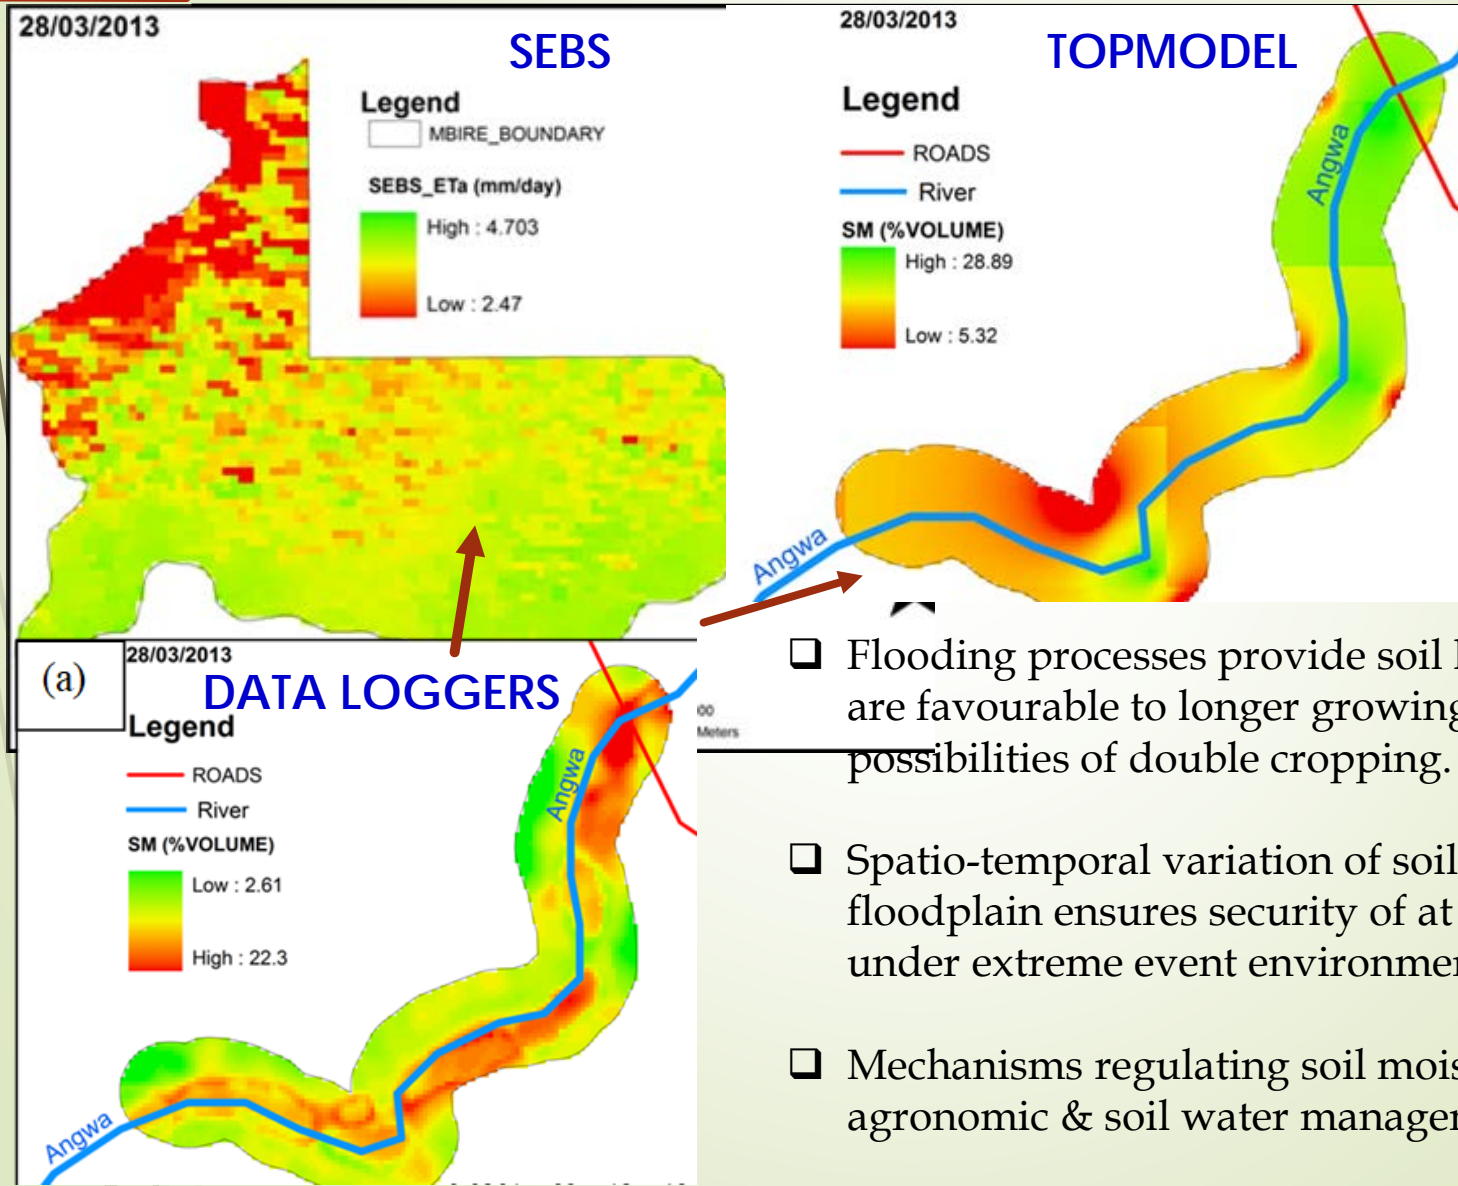 28/03/2013
SEBS
Legend
MBIRE_BOUNDARY
SEBS_ETa (mm/day)
High : 4.703
Low : 2.47
28/03/2013
TOPMODEL
Legend
ROADS
River
SM (%VOLUME)
High : 28.89
Low : 5.32
Angwa
Angwa
(a)
28/03/2013
DATA LOGGERS
Legend
ROADS
River
SM (%VOLUME)
Low : 2.61
High : 22.3
Angwa
Angwa
00
Meters
❑ Flooding processes provide soil
are favourable to longer growing
possibilities of double cropping.
❑ Spatio-temporal variation of soil
floodplain ensures security of at
under extreme event environme
❑ Mechanisms regulating soil mois
agronomic & soil water manage